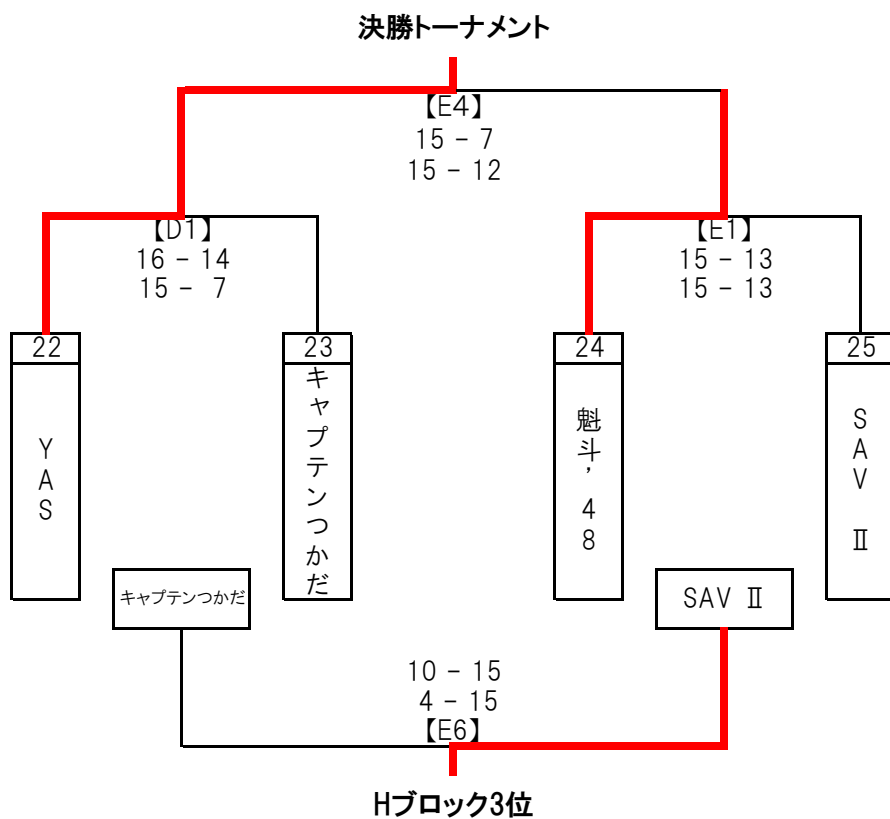 決勝トーナメント
【E4】
15 - 7
15 - 12
【D1】
16 - 14
15 - 7
【E1】
15 - 13
15 - 13
22
23
24
25
YAS
キャプテンつかだ
魁斗’48
SAV Ⅱ
キャプテンつかだ
SAV Ⅱ
10 - 15
4 - 15
【E6】
Hブロック3位